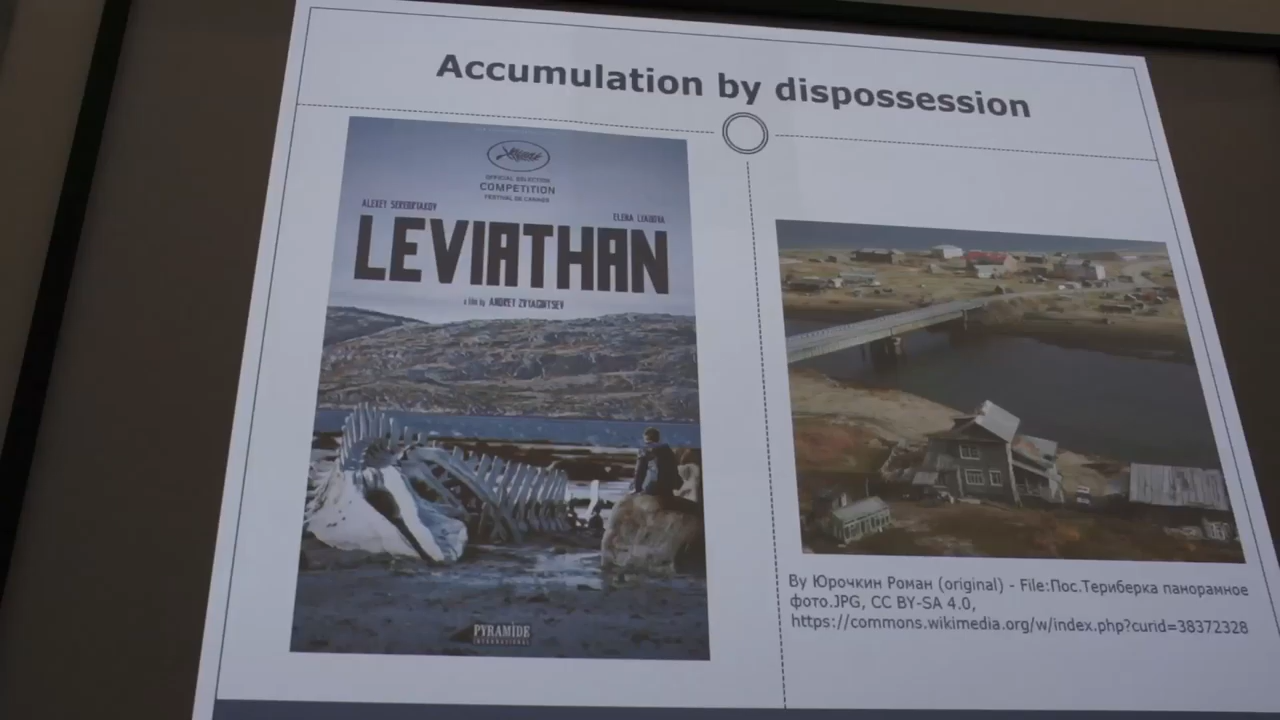 Accumulation by dispossession
OFFICIAL SELECTION
COMPETITION
FESTIVAL DE CANNES
ALEXEY SEREBRYAKOV
ELENA LYADOVA
LEVIATHAN
a film by ANDREY ZVYAGINTSEV
PYRAMIDE
INTERNATIONAL
By Юрочкин Роман (original) - File:Пос.Териберка панорамное
фото.JPG, CC BY-SA 4.0,
https://commons.wikimedia.org/w/index.php?curid=38372328